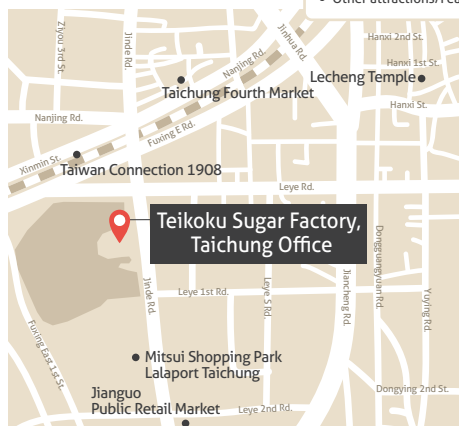 Other attractions/rea
Ziyou 3rd St.
Jinde Rd.
Jinhua Rd.
Hanxi 2nd St.
Hanxi 1st St.
Lecheng Temple
Hanxi St.
Nanjing Rd.
Taichung Fourth Market
Nanjing Rd.
Fuxing E Rd.
Xinmin St.
Taiwan Connection 1908
Leye Rd.
Teikoku Sugar Factory,
Taichung Office
Dongguangyuan Rd.
Jinde Rd.
Leye 1st Rd.
Leye S Rd.
Jiancheng Rd.
Yuying Rd.
Fuxing East 1st St.
Mitsui Shopping Park
Lalaport Taichung
Jianguo
Public Retail Market
Leye 2nd Rd.
Dongying 2nd St.